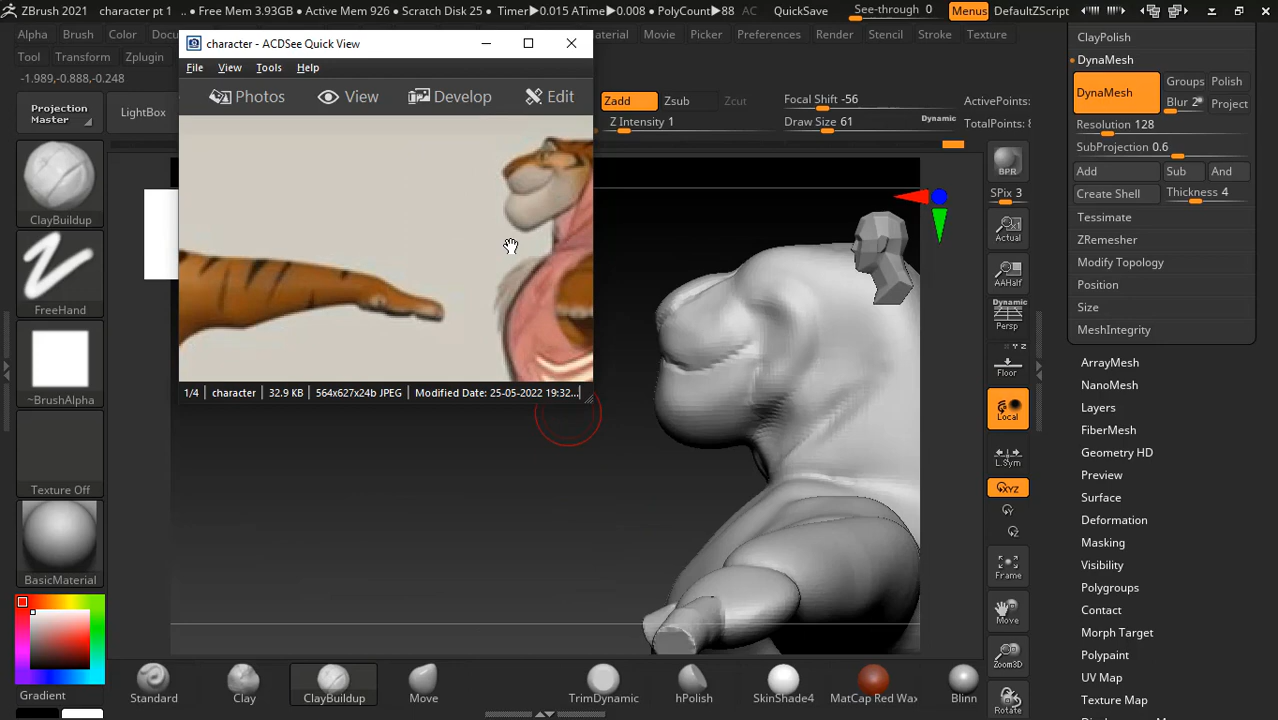 ZBrush 2021 character pt 1 .. • Free Mem 3.93GB • Active Mem 926 • Scratch Disk 25 • Timer▶0.015 ATime▶0.008 • PolyCount▶88 AC QuickSave See-through 0 Menus DefaultZScript
Alpha Brush Color Movie Picker Preferences Render Stencil Stroke Texture
Tool Transform Zplugin
-1.989,-0.888,-0.248
Projection Master
LightBox
character - ACDSee Quick View
File View Tools Help
Photos View Develop Edit
1/4 character 32.9 KB 564x627x24b JPEG Modified Date: 25-05-2022 19:32...
Zadd Zsub Zcut
Z Intensity 1
Focal Shift -56
Draw Size 61
Dynamic
ActivePoints:
TotalPoints: 8
ClayBuildup
FreeHand
~BrushAlpha
Texture Off
BasicMaterial
Gradient
BPR
SPix 3
Actual
AAHalf
Dynamic
Persp
Floor
Local
L.Sym
XYZ
Frame
Move
Zoom3D
Rotate
ClayPolish
DynaMesh
DynaMesh Groups Polish
Blur 2 Project
Resolution 128
SubProjection 0.6
Add Sub And
Create Shell Thickness 4
Tessimate
ZRemesher
Modify Topology
Position
Size
MeshIntegrity
ArrayMesh
NanoMesh
Layers
FiberMesh
Geometry HD
Preview
Surface
Deformation
Masking
Visibility
Polygroups
Contact
Morph Target
Polypaint
UV Map
Texture Map
Standard Clay ClayBuildup Move TrimDynamic hPolish SkinShade4 MatCap Red Wax Blinn